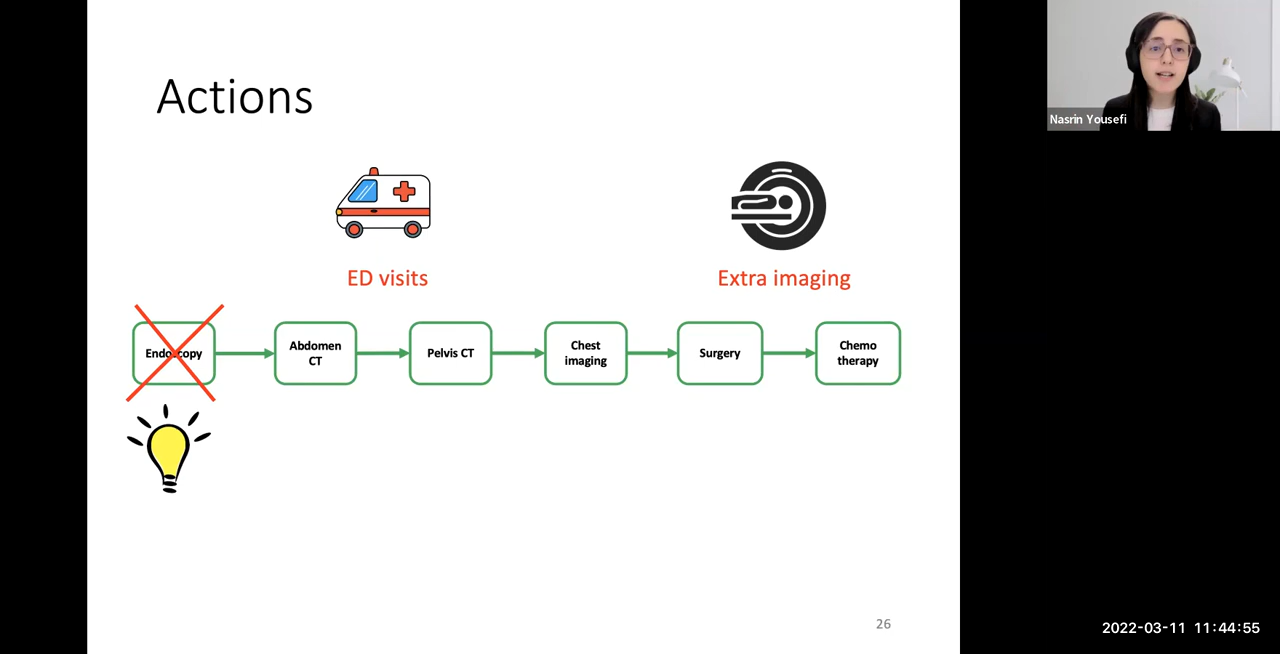 Actions
Nasrin Yousefi
ED visits
Extra imaging
Endoscopy
Abdomen
CT
Pelvis CT
Chest
imaging
Surgery
Chemo
therapy
26
2022-03-11 11:44:55